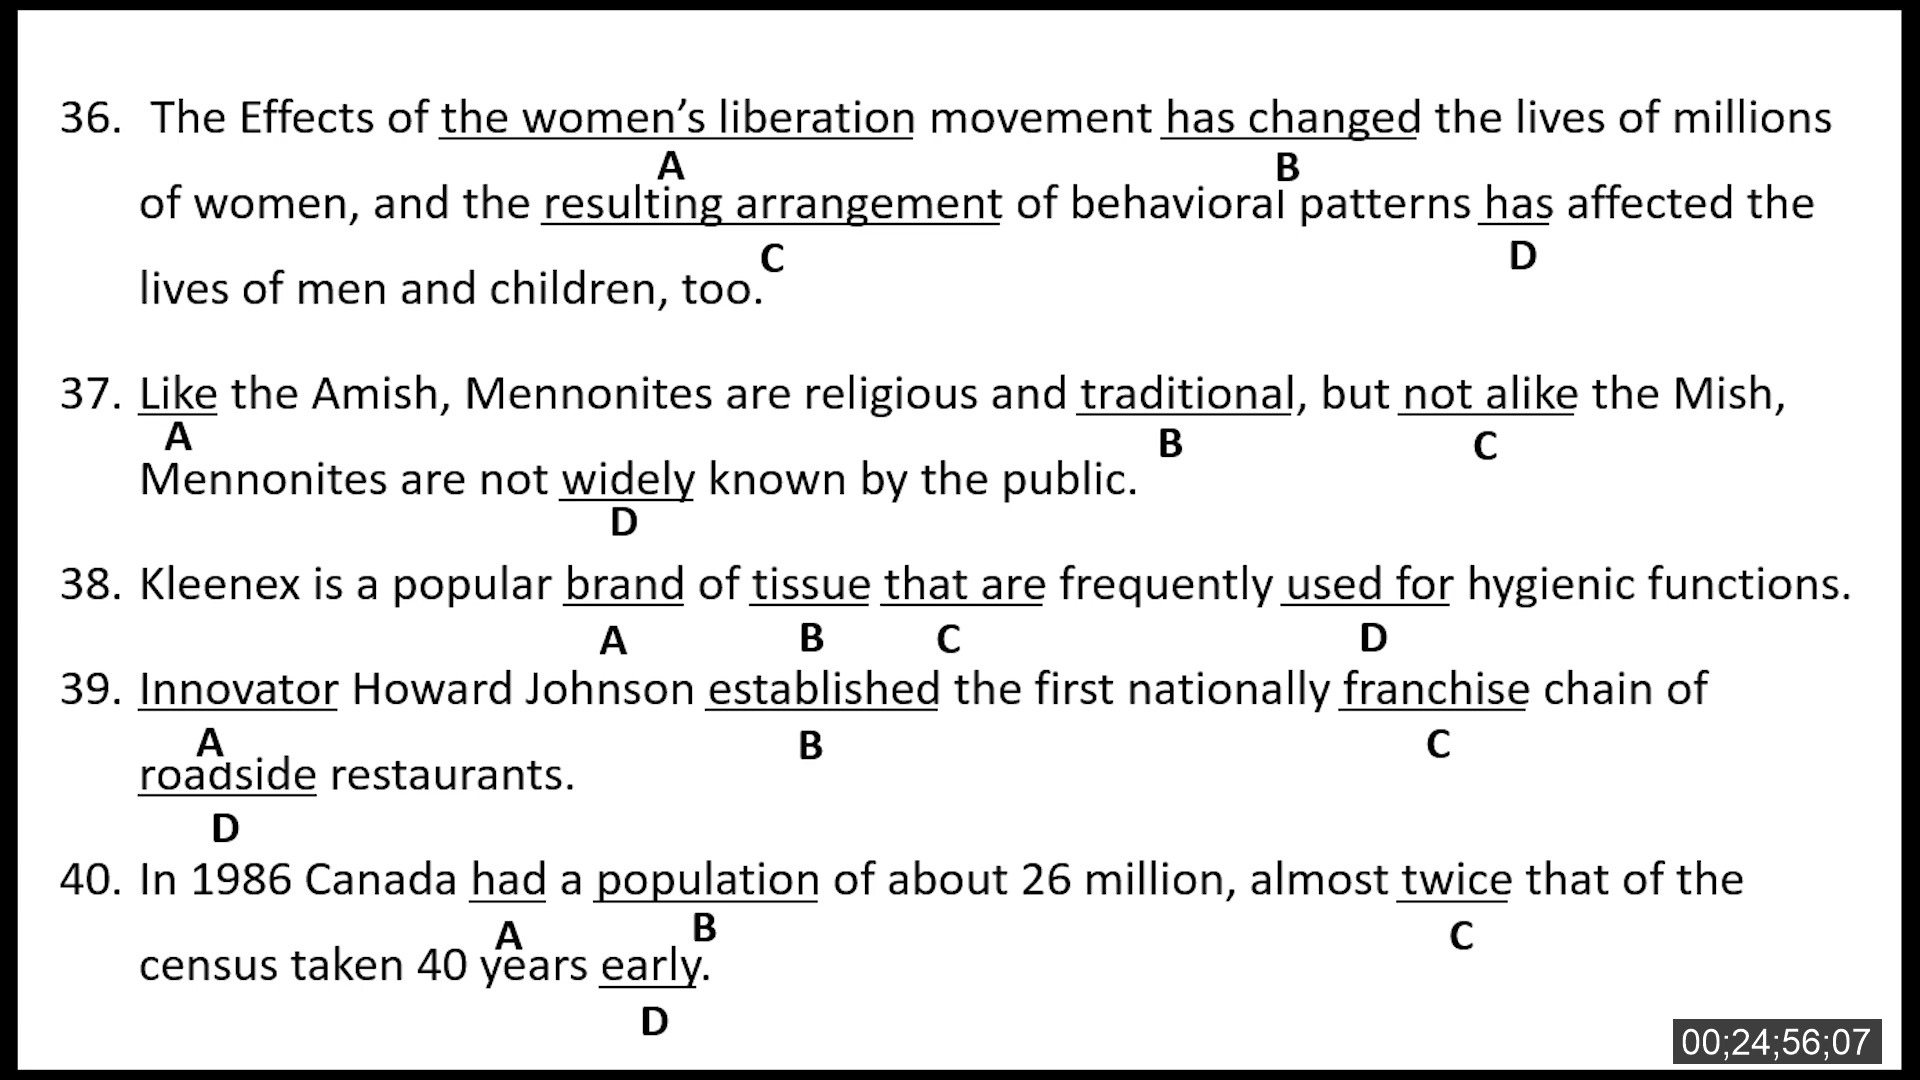 36. The Effects of the women’s liberation movement has changed the lives of millions
A B
of women, and the resulting arrangement of behavioral patterns has affected the
C D
lives of men and children, too.
37. Like the Amish, Mennonites are religious and traditional, but not alike the Mish,
A B C
Mennonites are not widely known by the public.
D
38. Kleenex is a popular brand of tissue that are frequently used for hygienic functions.
A B C D
39. Innovator Howard Johnson established the first nationally franchise chain of
A B C
roadside restaurants.
D
40. In 1986 Canada had a population of about 26 million, almost twice that of the
A B C
census taken 40 years early.
D
00;24;56;07